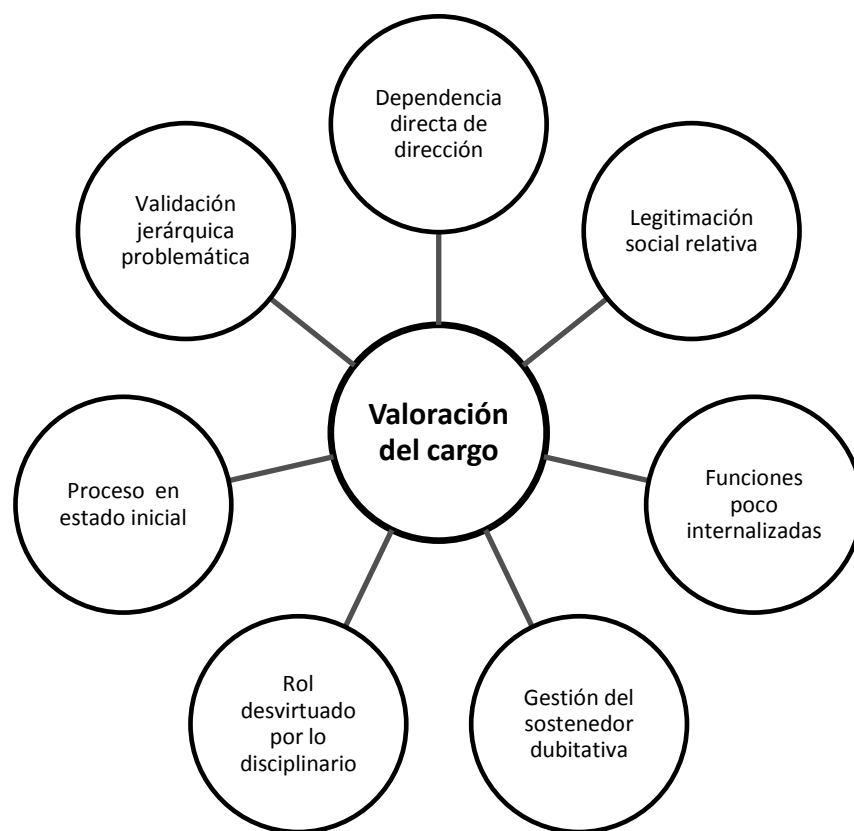 Dependencia
directa de
dirección
Legitimación
social relativa
Funciones
poco
internalizadas
Gestión del
sostenedor
dubitativa
Rol
desvirtuado
por lo
disciplinario
Proceso  en
estado inicial
Validación
jerárquica
problemática
Valoración
del cargo